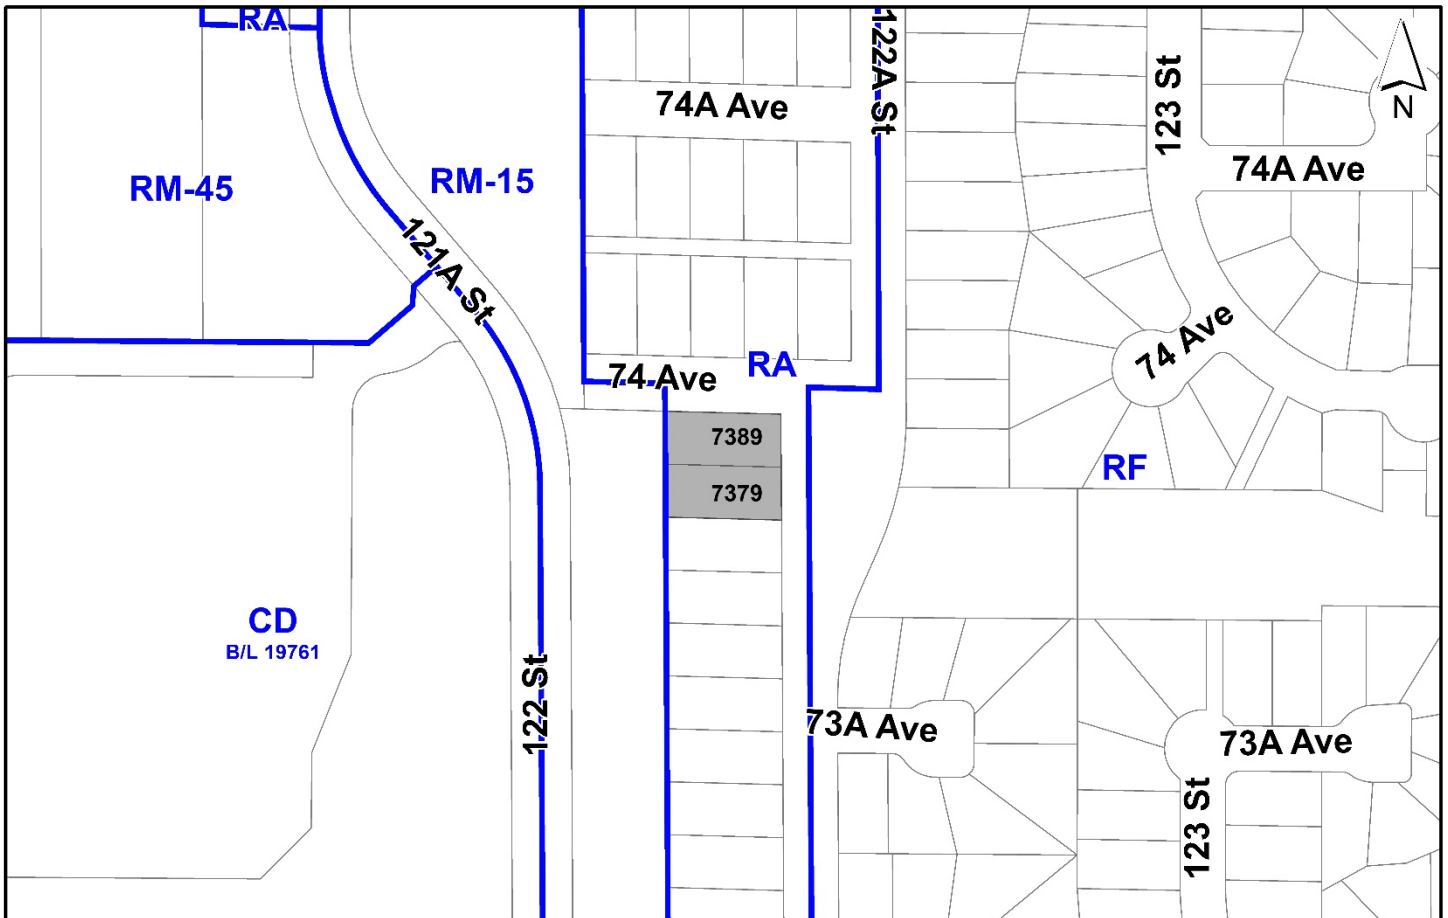 RA
122A St
123 St
N
74A Ave
74A Ave
RM-45
RM-15
121A St
74 Ave
74 Ave
RA
7389
RF
7379
CD
B/L 19761
122 St
73A Ave
73A Ave
123 St